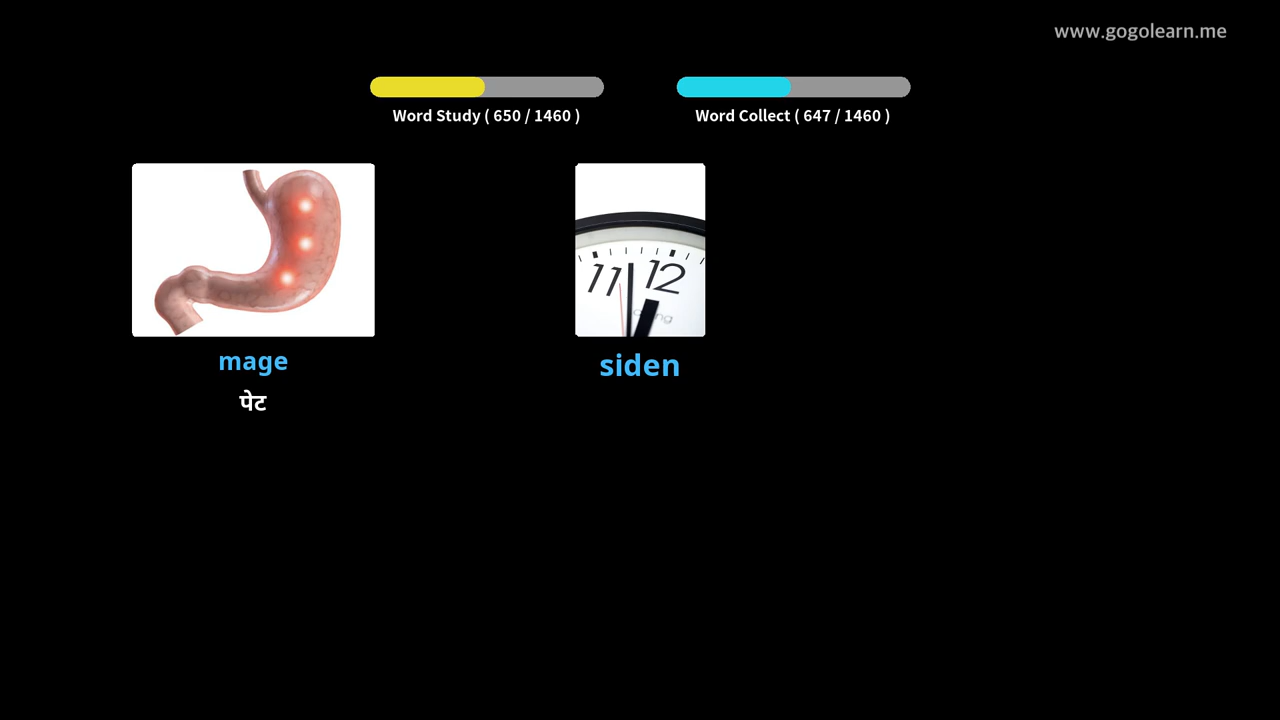 www.gogolearn.me
Word Study ( 650 / 1460 )
Word Collect ( 647 / 1460 )
11 12
mage
पेट
siden